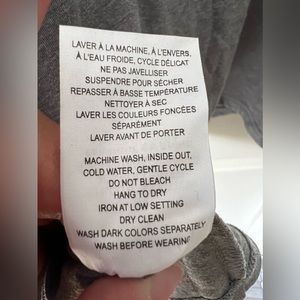 LAVER À LA MACHINE, À L'ENVERS,
À L'EAU FROIDE, CYCLE DÉLICAT
NE PAS JAVELLISER
SUSPENDRE POUR SÉCHER
REPASSER À BASSE TEMPÉRATURE
NETTOYER À SEC
LAVER LES COULEURS FONCÉES
SÉPARÉMENT
LAVER AVANT DE PORTER
MACHINE WASH, INSIDE OUT,
COLD WATER, GENTLE CYCLE
DO NOT BLEACH
HANG TO DRY
IRON AT LOW SETTING
DRY CLEAN
WASH DARK COLORS SEPARATELY
WASH BEFORE WEARING